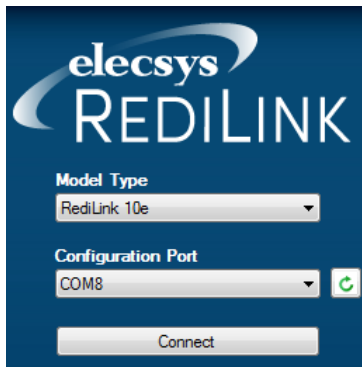 elecsys
REDILINK
Model Type
RediLink 10e
Configuration Port
COM8
Connect